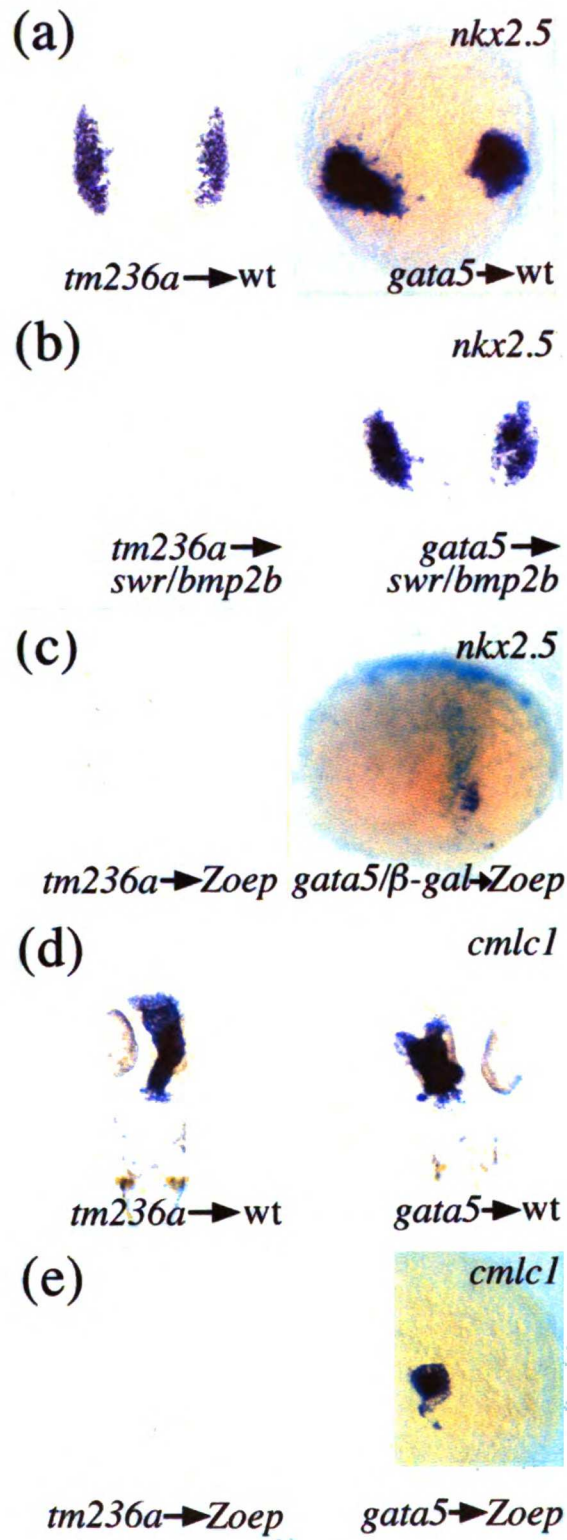 (a)
nkx2.5
tm236a→wt
gata5→wt
(b)
nkx2.5
tm236a→
swr/bmp2b
gata5→
swr/bmp2b
(c)
nkx2.5
tm236a→Zoep
gata5/β-gal→Zoep
(d)
cmlc1
tm236a→wt
gata5→wt
(e)
cmlc1
tm236a→Zoep
gata5→Zoep